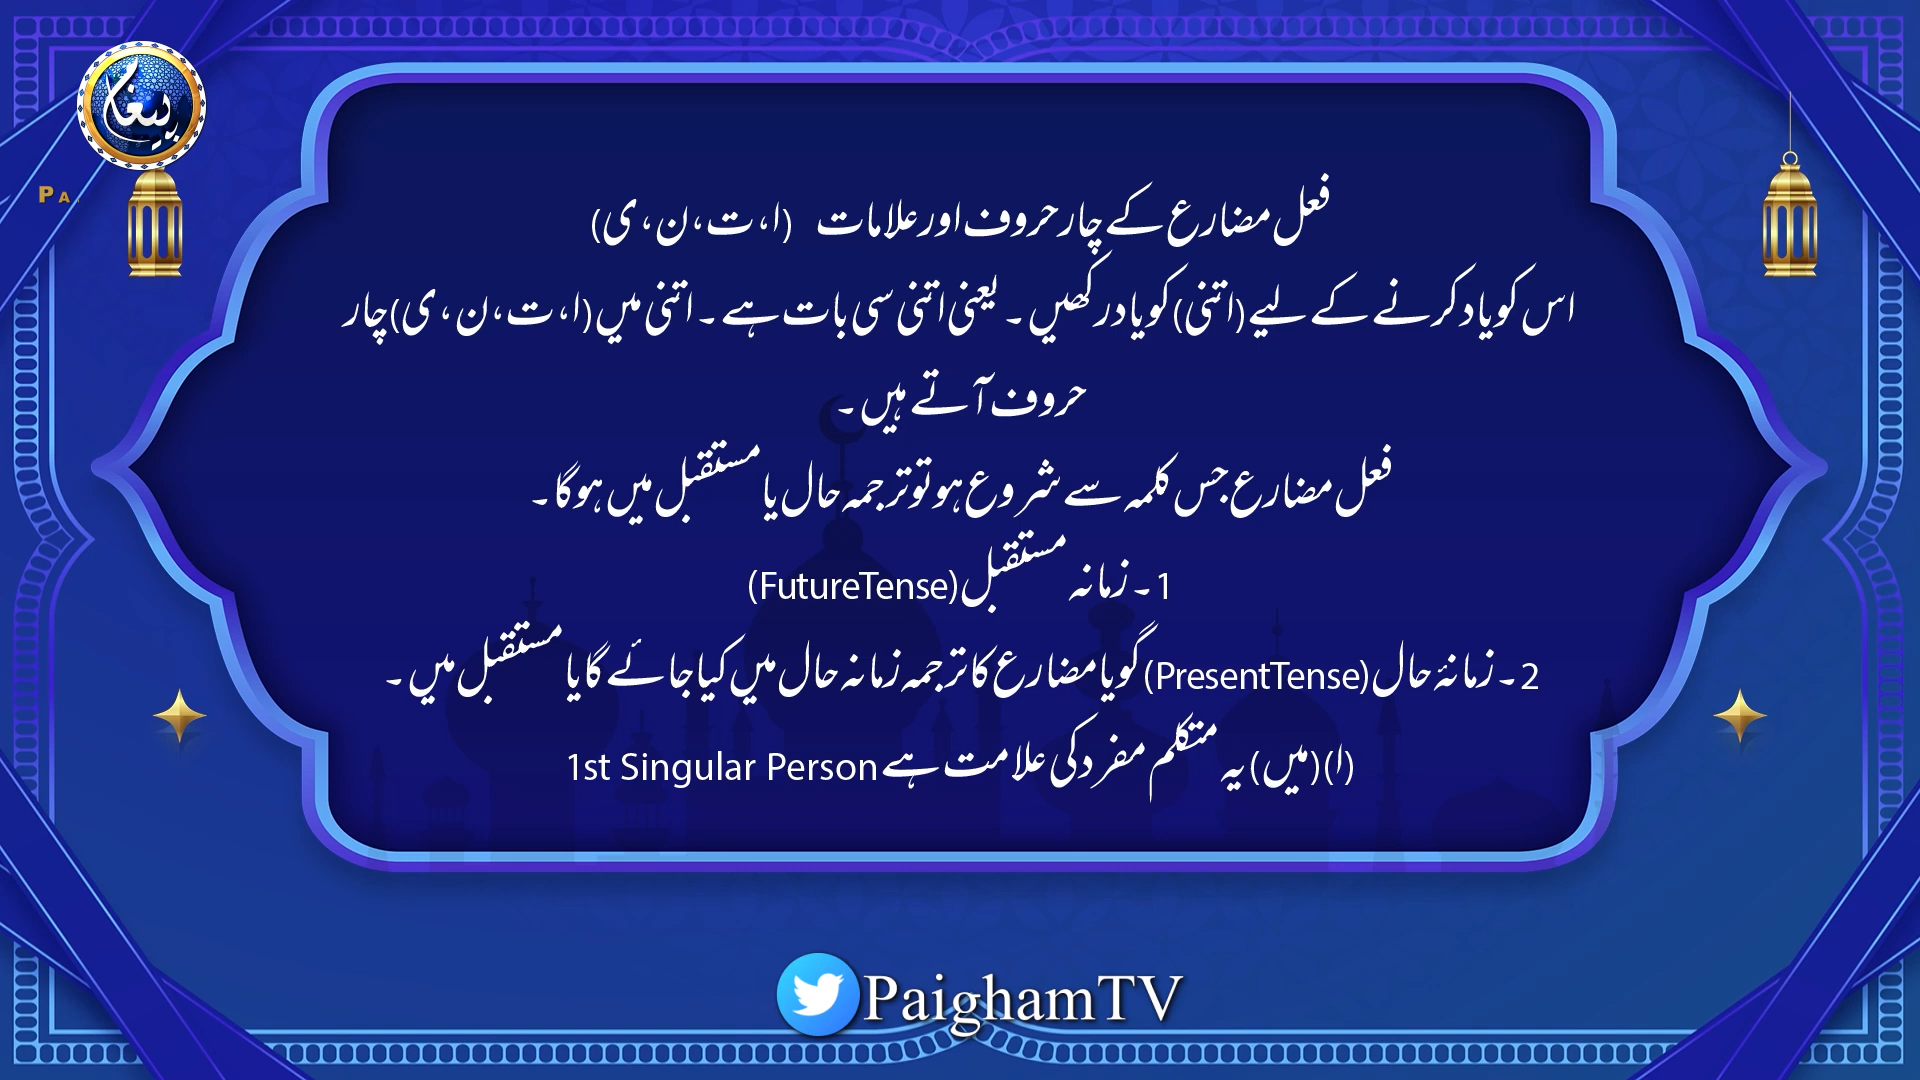 پیغام
PA
فعل مضارع کے چار حروف اور علامات (ا، ت، ن، ی)
اس کو یاد کرنے کے لیے (اتنی) کو یاد رکھیں۔ یعنی اتنی سی بات ہے۔ اتنی میں (ا، ت، ن، ی) چار
حروف آتے ہیں۔
فعل مضارع جس کلمہ سے شروع ہو تو ترجمہ حال یا مستقبل میں ہوگا۔
1۔ زمانہ مستقبل (FutureTense)
2۔ زمانۂ حال (PresentTense) گویا مضارع کا ترجمہ زمانہ حال میں کیا جائے گا یا مستقبل میں۔
(ا) (میں) یہ متکلم مفرد کی علامت ہے 1st Singular Person
PaighamTV